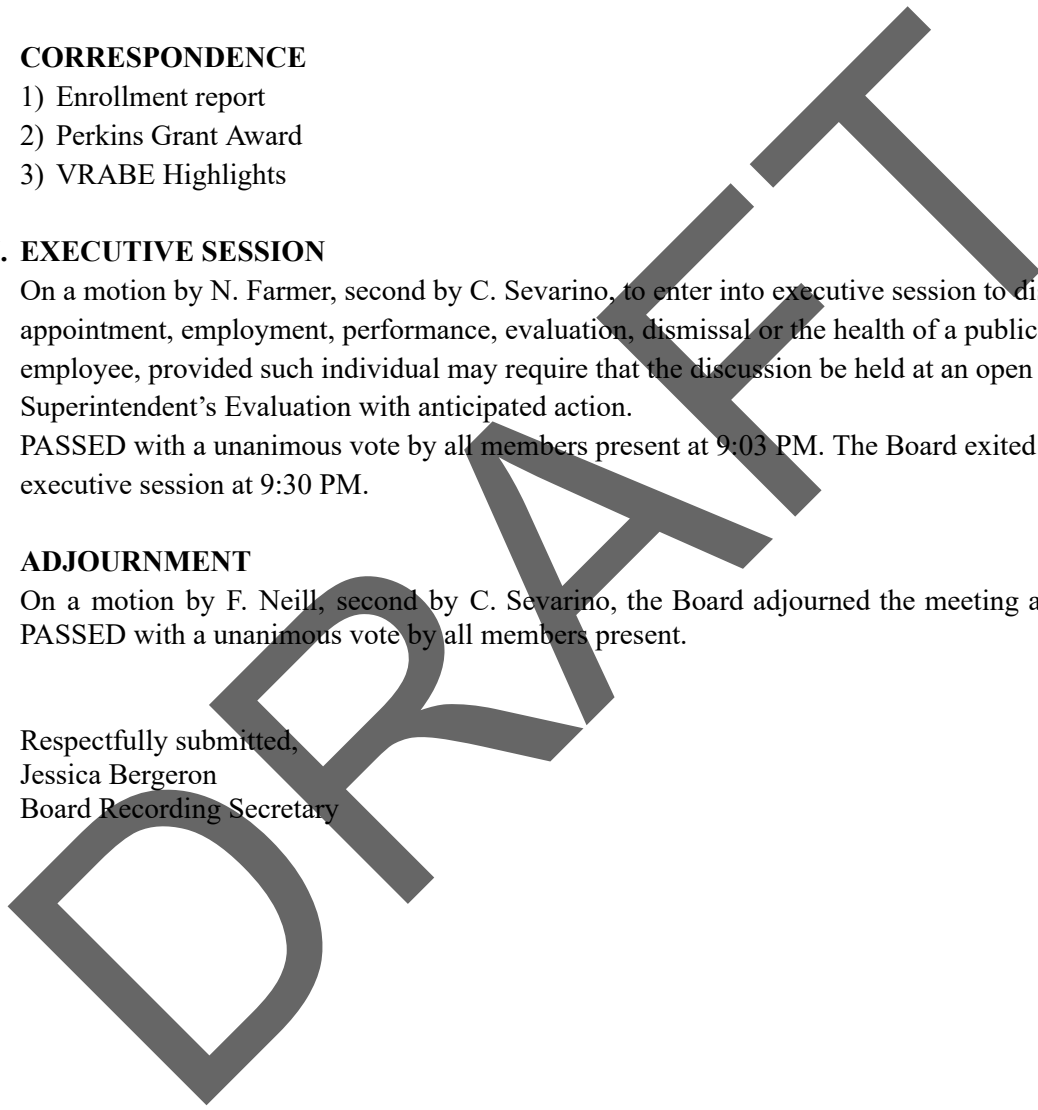 CORRESPONDENCE
1) Enrollment report
2) Perkins Grant Award
3) VRABE Highlights
. EXECUTIVE SESSION
On a motion by N. Farmer, second by C. Sevarino, to enter into executive session to
appointment, employment, performance, evaluation, dismissal or the health of a public
employee, provided such individual may require that the discussion be held at an open
Superintendent’s Evaluation with anticipated action.
PASSED with a unanimous vote by all members present at 9:03 PM. The Board exited
executive session at 9:30 PM.
ADJOURNMENT
On a motion by F. Neill, second by C. Sevarino, the Board adjourned the meeting
PASSED with a unanimous vote by all members present.
Respectfully submitted,
Jessica Bergeron
Board Recording Secretary
DRAFT